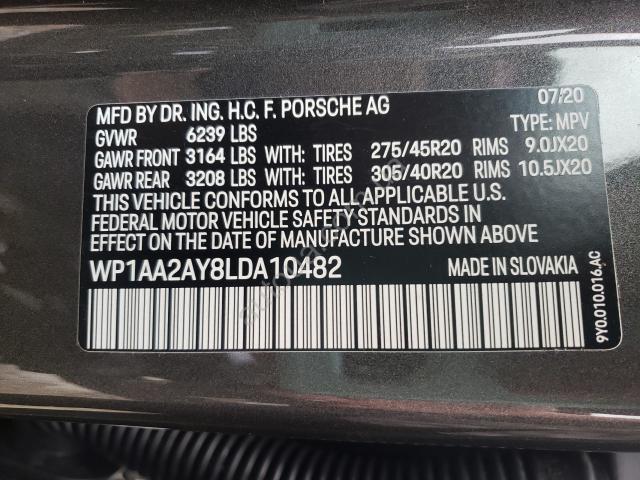 MFD BY DR. ING. H.C. F. PORSCHE AG 07/20
GVWR 6239 LBS TYPE: MPV
GAWR FRONT 3164 LBS WITH: TIRES 275/45R20 RIMS 9.0JX20
GAWR REAR 3208 LBS WITH: TIRES 305/40R20 RIMS 10.5JX20
THIS VEHICLE CONFORMS TO ALL APPLICABLE U.S.
FEDERAL MOTOR VEHICLE SAFETY STANDARDS IN
EFFECT ON THE DATE OF MANUFACTURE SHOWN ABOVE
WP1AA2AY8LDA10482 MADE IN SLOVAKIA
9Y0.010.016.AC